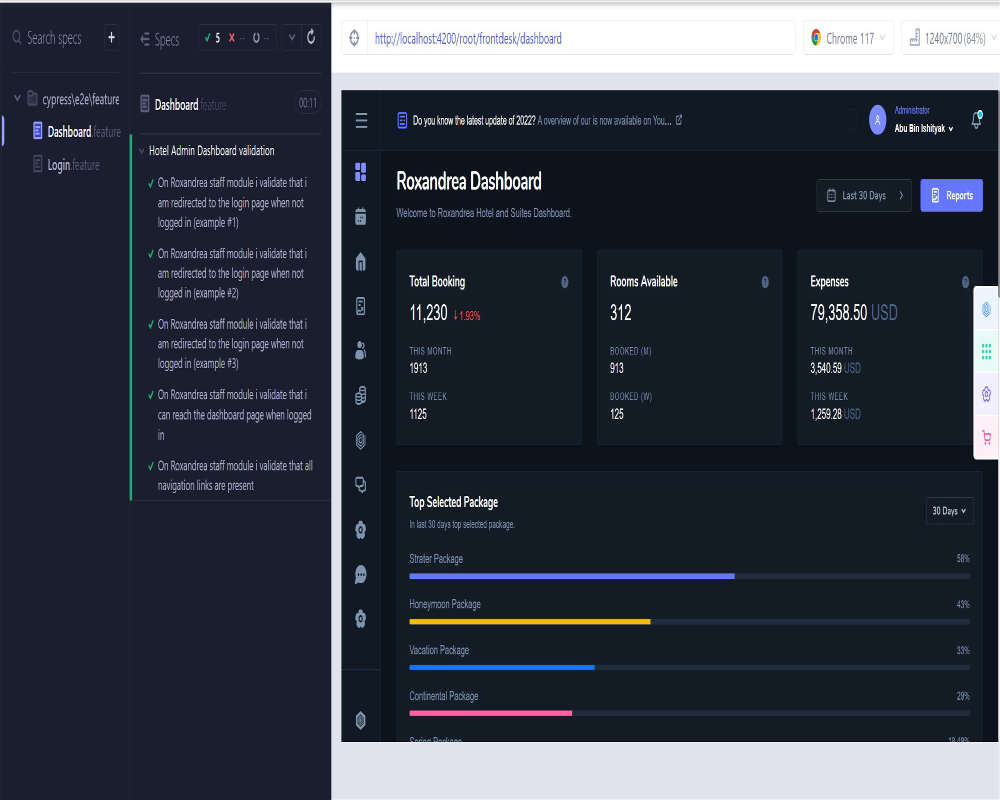 Search specs
+
cypress\e2e\feature
Dashboard.feature
Login.feature
Specs
5
--
--
Dashboard.feature
00:11
Hotel Admin Dashboard validation
On Roxandrea staff module i validate that i
am redirected to the login page when not
logged in (example #1)
On Roxandrea staff module i validate that i
am redirected to the login page when not
logged in (example #2)
On Roxandrea staff module i validate that i
am redirected to the login page when not
logged in (example #3)
On Roxandrea staff module i validate that i
can reach the dashboard page when logged
in
On Roxandrea staff module i validate that all
navigation links are present
http://localhost:4200/root/frontdesk/dashboard
Chrome 117
1240x700 (84%)
Do you know the latest update of 2022? A overview of our is now available on You...
Administrator
Abu Bin Ishityak
Roxandrea Dashboard
Welcome to Roxandrea Hotel and Suites Dashboard.
Last 30 Days
Reports
Total Booking
11,230 1.93%
THIS MONTH
1913
THIS WEEK
1125
Rooms Available
312
BOOKED (M)
913
BOOKED (W)
125
Expenses
79,358.50 USD
THIS MONTH
3,540.59 USD
THIS WEEK
1,259.28 USD
Top Selected Package
In last 30 days top selected package.
30 Days
Strater Package
58%
Honeymoon Package
43%
Vacation Package
33%
Continental Package
29%
Spring Package
18.49%